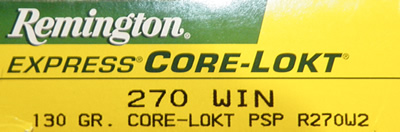 Remington®
EXPRESS® CORE-LOKT®
270 WIN
130 GR. CORE-LOKT PSP R270W2